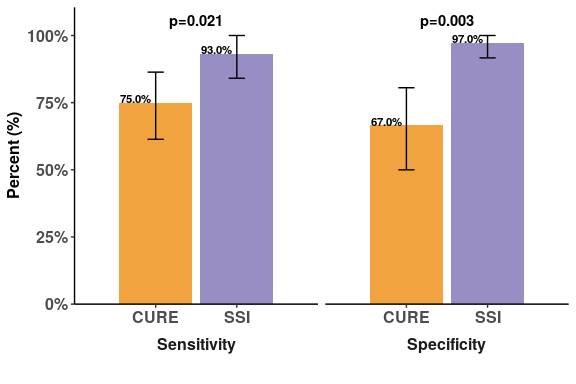 p=0.021
p=0.003
100%
75%
50%
25%
0%
Percent (%)
75.0%
93.0%
67.0%
97.0%
CURE
SSI
CURE
SSI
Sensitivity
Specificity